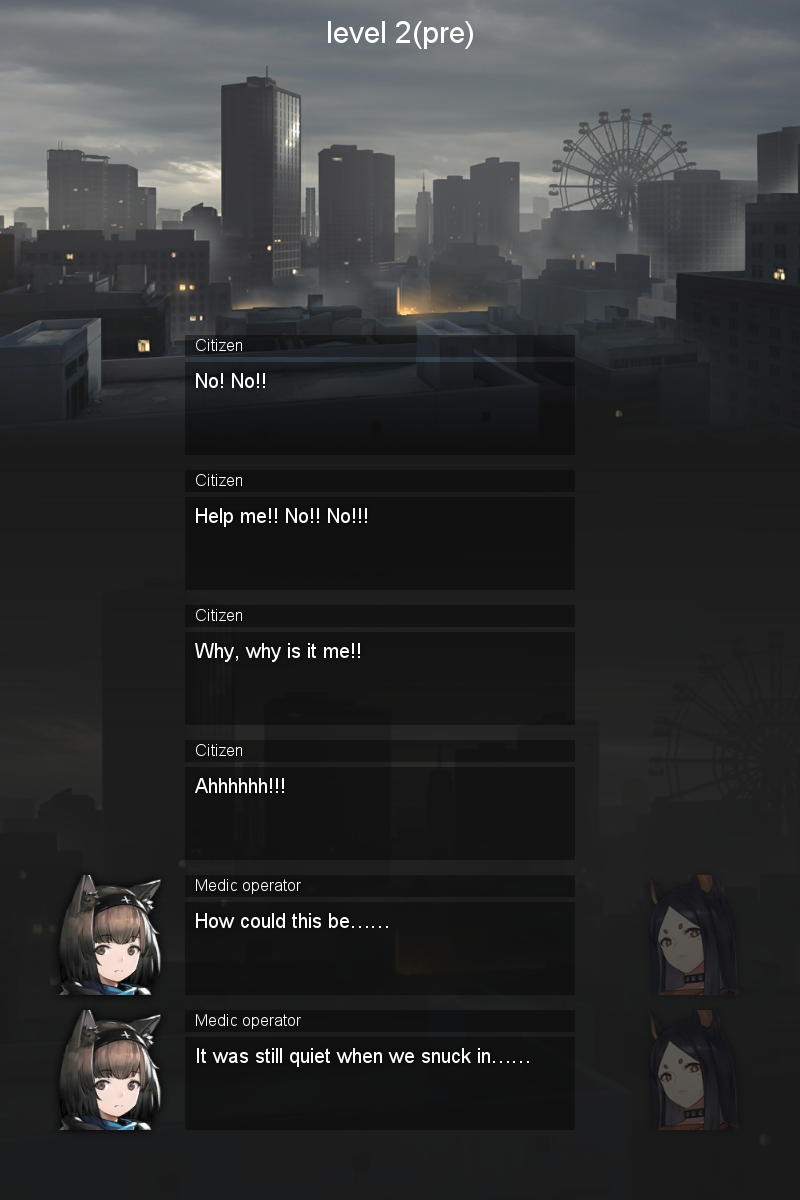 level 2(pre)
Citizen
No! No!!
Citizen
Help me!! No!! No!!!
Citizen
Why, why is it me!!
Citizen
Ahhhhhh!!!
Medic operator
How could this be……
Medic operator
It was still quiet when we snuck in……